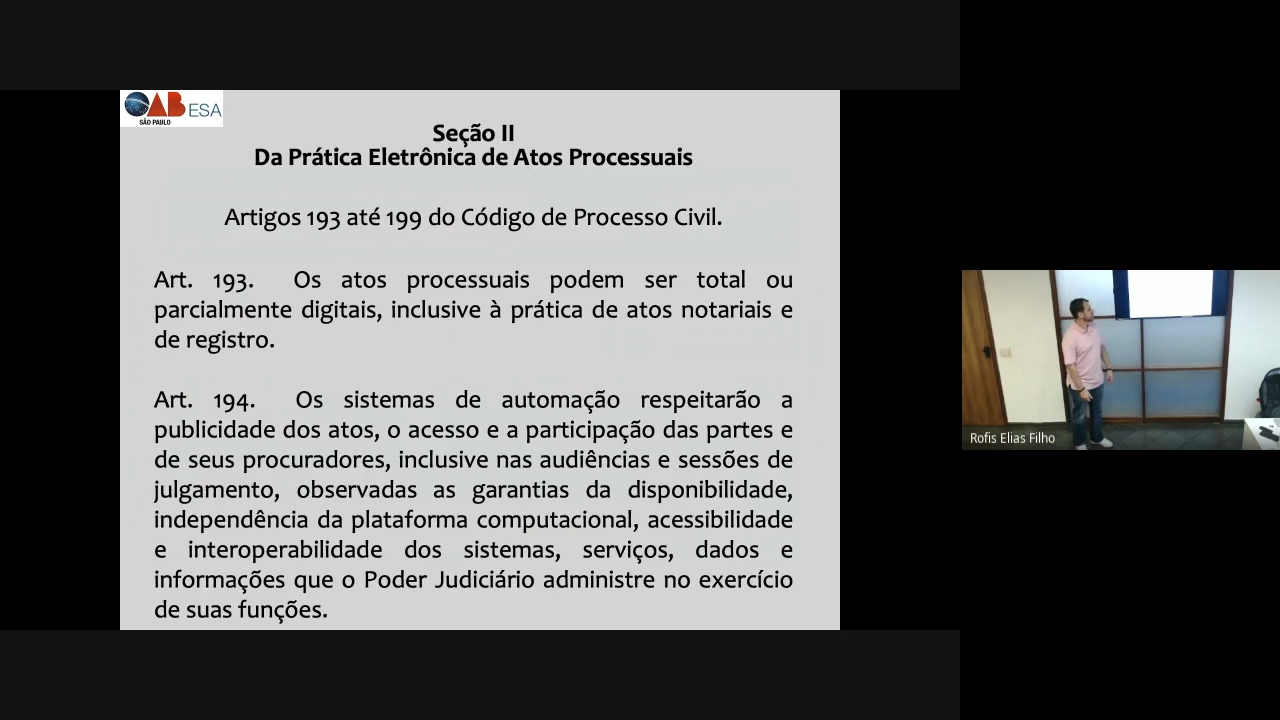 OAB ESA
SÃO PAULO
Seção II
Da Prática Eletrônica de Atos Processuais
Artigos 193 até 199 do Código de Processo Civil.
Art. 193. Os atos processuais podem ser total ou
parcialmente digitais, inclusive à prática de atos notariais e
de registro.
Art. 194. Os sistemas de automação respeitarão a
publicidade dos atos, o acesso e a participação das partes e
de seus procuradores, inclusive nas audiências e sessões de
julgamento, observadas as garantias da disponibilidade,
independência da plataforma computacional, acessibilidade
e interoperabilidade dos sistemas, serviços, dados e
informações que o Poder Judiciário administre no exercício
de suas funções.
Rofis Elias Filho